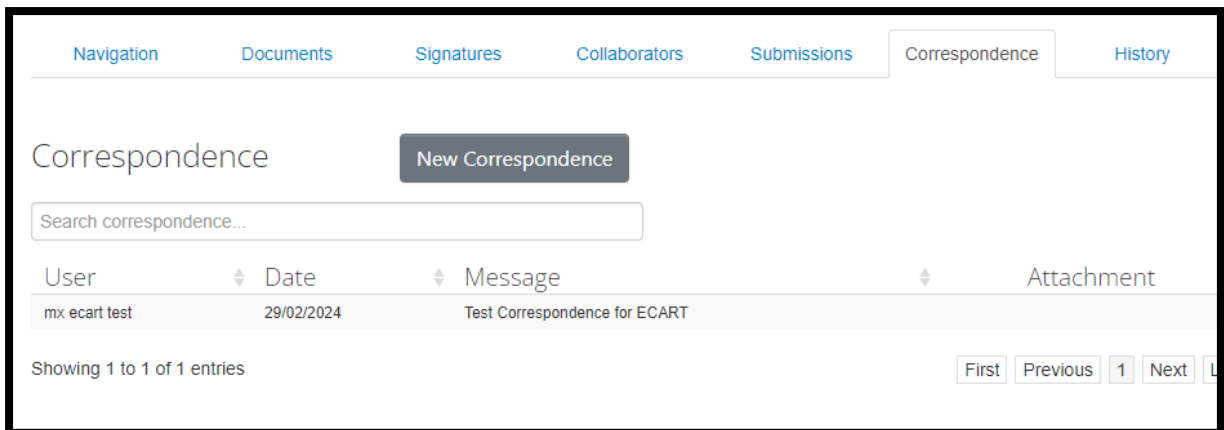 Navigation Documents Signatures Collaborators Submissions Correspondence History
Correspondence New Correspondence
Search correspondence...
User Date Message Attachment
mx ecart test 29/02/2024 Test Correspondence for ECART
Showing 1 to 1 of 1 entries First Previous 1 Next